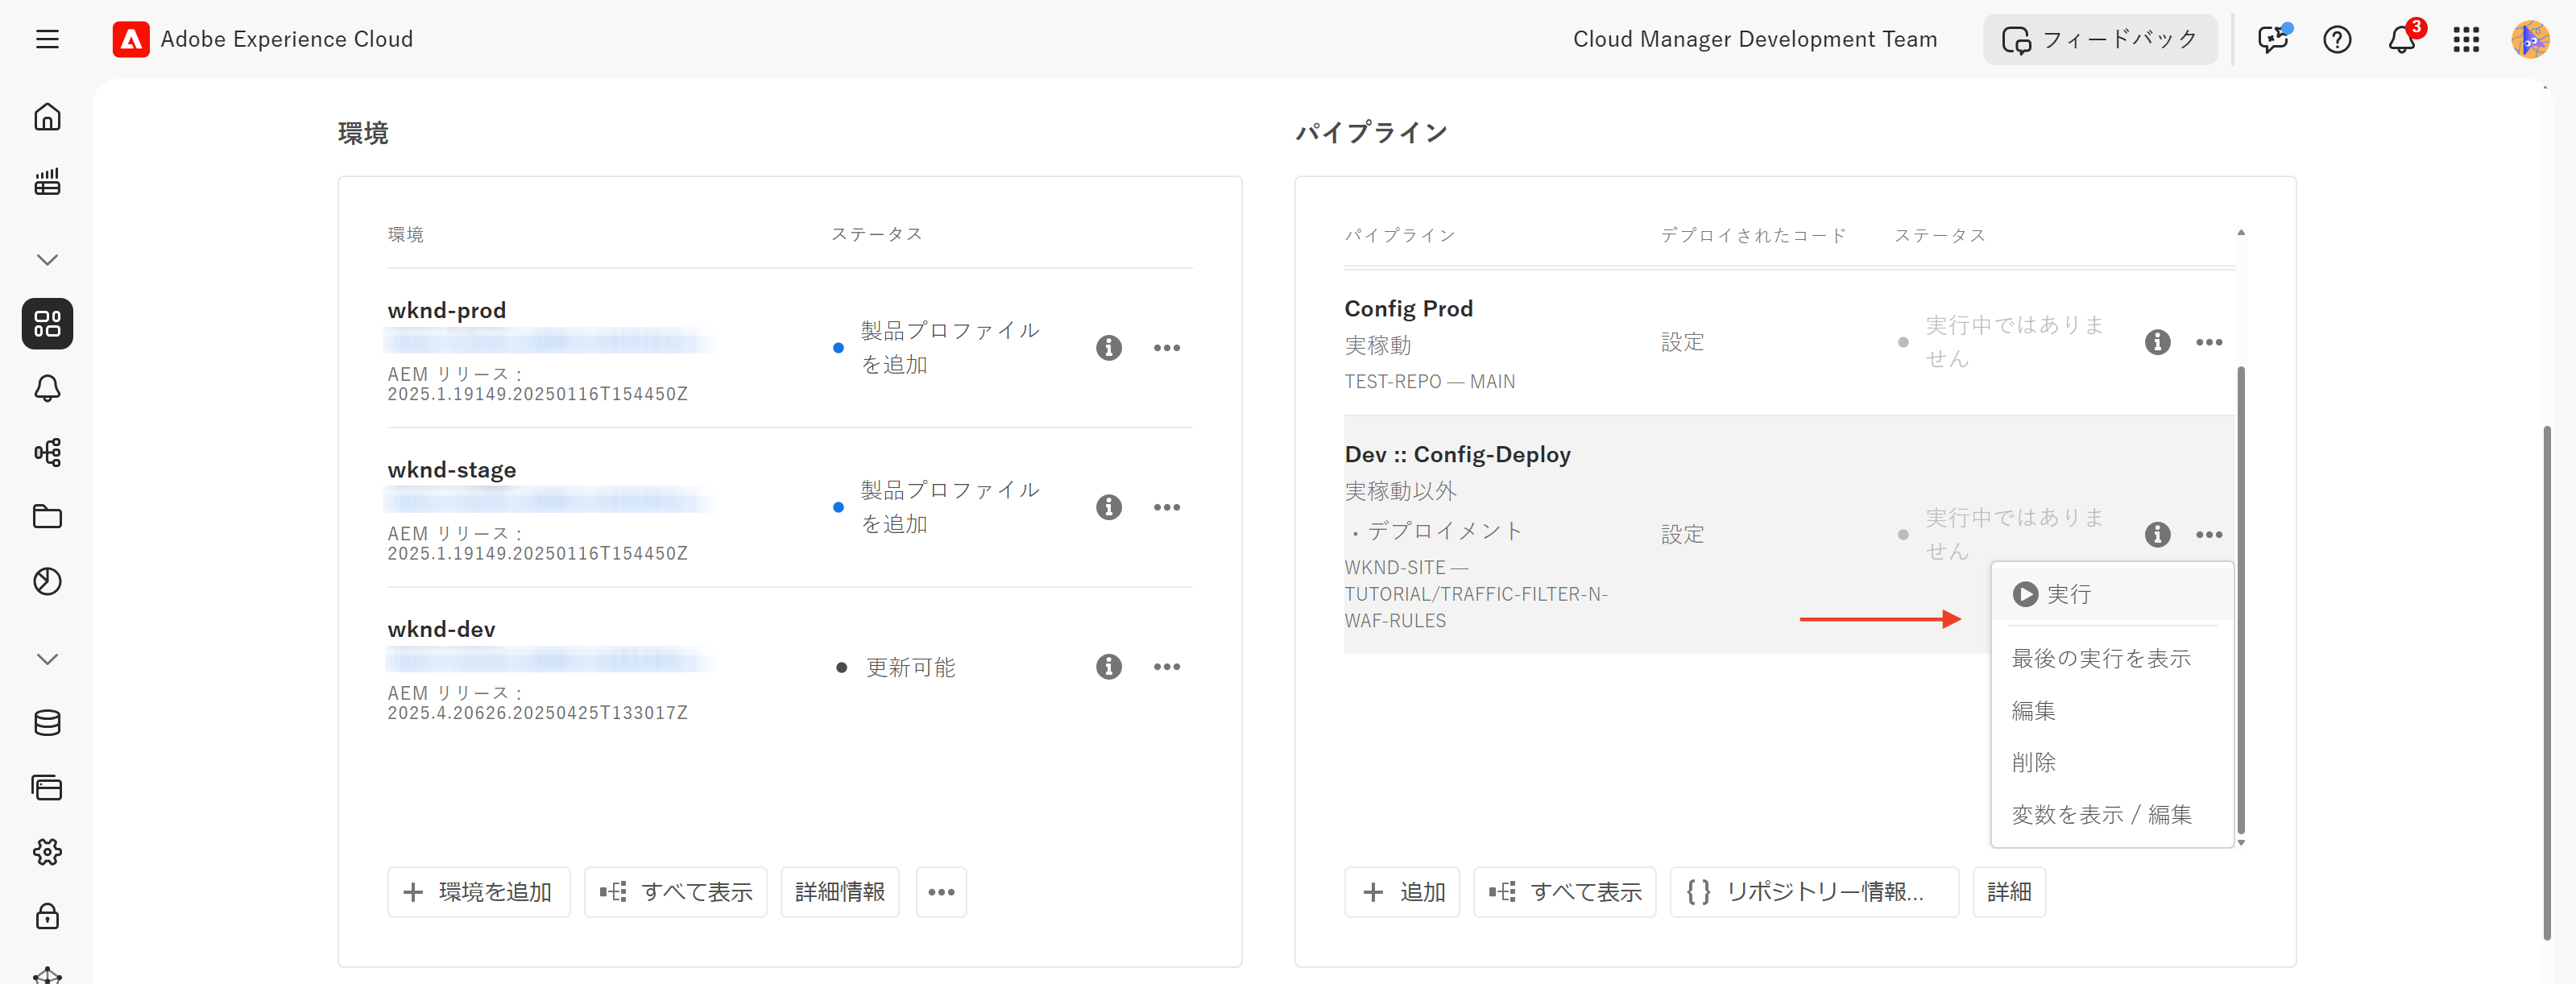 Adobe Experience Cloud
Cloud Manager Development Team
フィードバック
3
環境
環境
ステータス
wknd-prod
製品プロファイル
を追加
AEM リリース :
2025.1.19149.20250116T154450Z
wknd-stage
製品プロファイル
を追加
AEM リリース :
2025.1.19149.20250116T154450Z
wknd-dev
更新可能
AEM リリース :
2025.4.20626.20250425T133017Z
環境を追加
すべて表示
詳細情報
パイプライン
パイプライン
デプロイされたコード
ステータス
Config Prod
実稼動
TEST-REPO — MAIN
設定
実行中ではありま
せん
Dev :: Config-Deploy
実稼動以外
・デプロイメント
WKND-SITE —
TUTORIAL/TRAFFIC-FILTER-N-
WAF-RULES
設定
実行中ではありま
せん
実行
最後の実行を表示
編集
削除
変数を表示 / 編集
追加
すべて表示
リポジトリー情報...
詳細